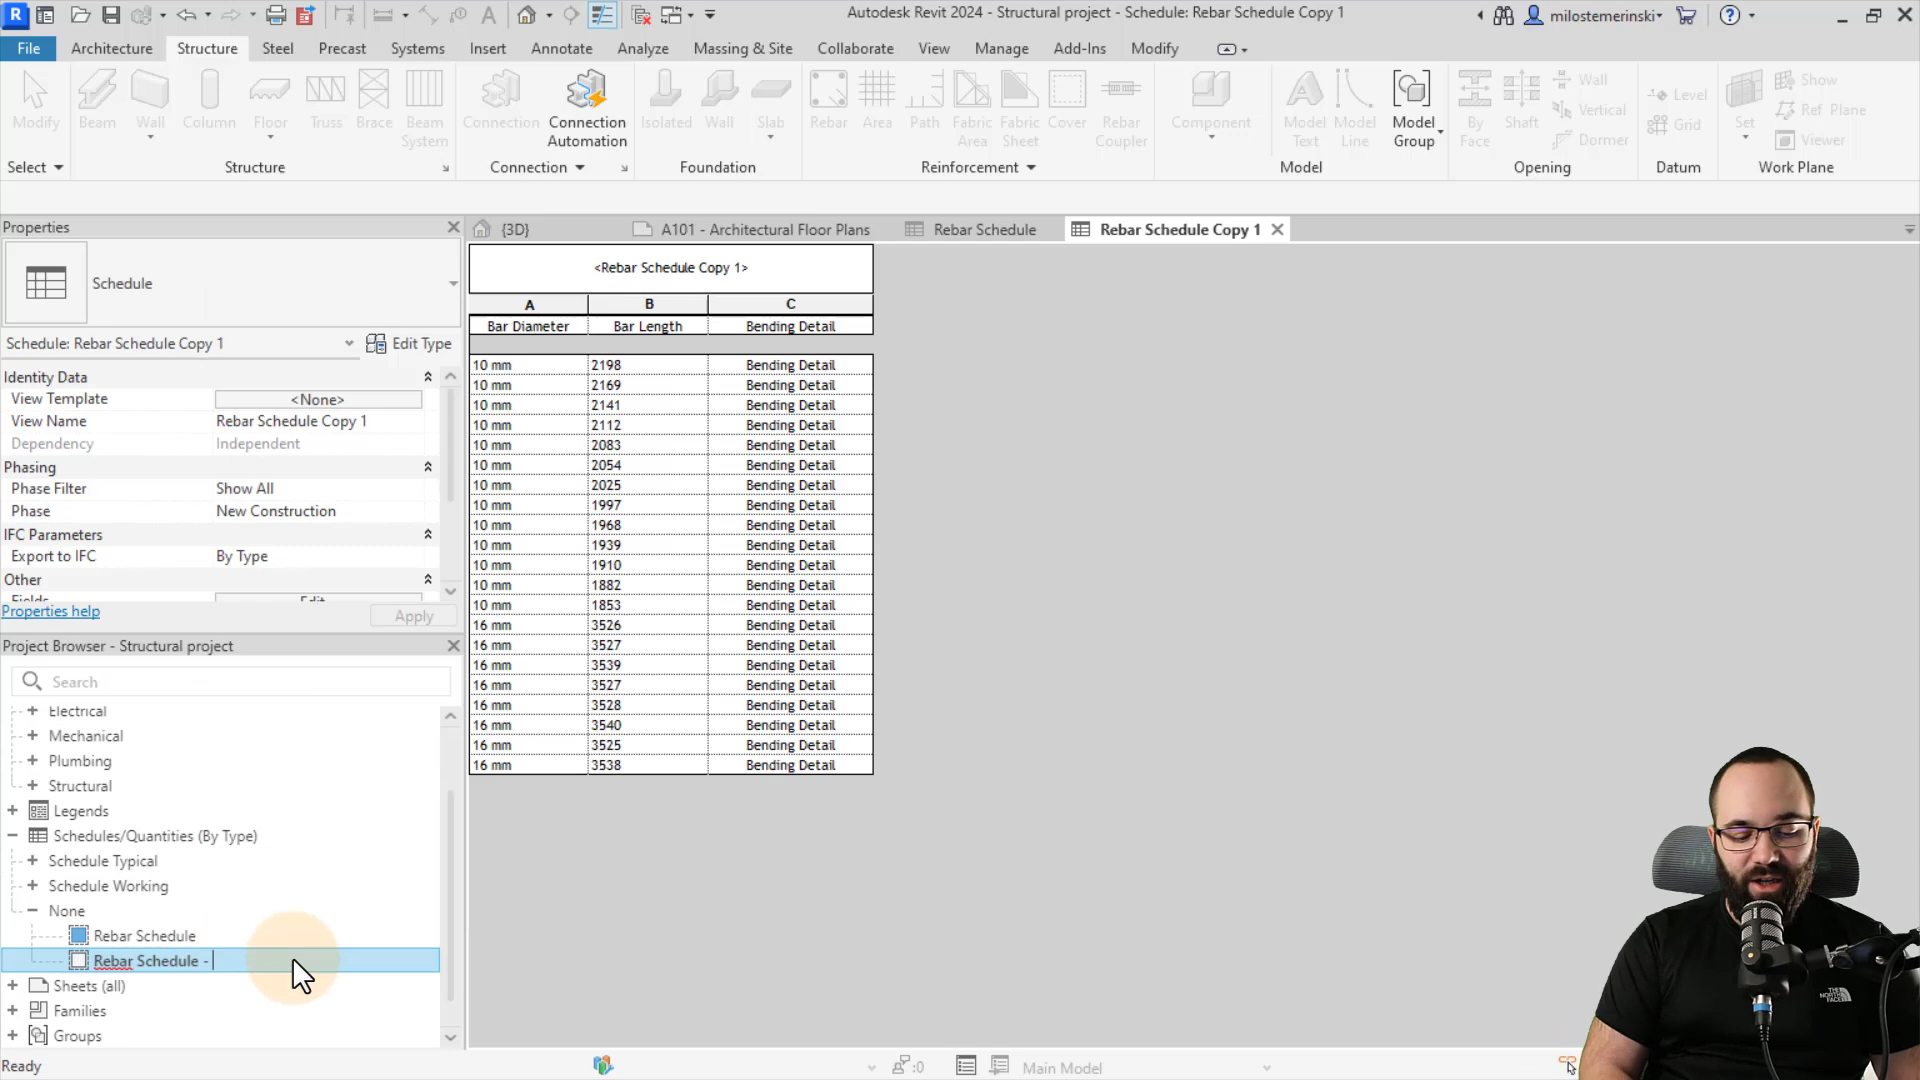 Autodesk Revit 2024 - Structural project - Schedule: Rebar Schedule Copy 1
milostemerinski
File Architecture Structure Steel Precast Systems Insert Annotate Analyze Massing & Site Collaborate View Manage Add-Ins Modify
Modify
Beam
Wall
Column
Floor
Truss
Brace
Beam System
Connection
Connection Automation
Isolated
Wall
Slab
Rebar
Area
Path
Fabric Area
Fabric Sheet
Cover
Rebar Coupler
Component
Model Text
Model Line
Model Group
By Face
Shaft
Wall
Vertical
Dormer
Level
Grid
Set
Show
Ref Plane
Viewer
Select
Structure
Connection
Foundation
Reinforcement
Model
Opening
Datum
Work Plane
Properties
Schedule
Schedule: Rebar Schedule Copy 1
Edit Type
Identity Data
View Template <None>
View Name Rebar Schedule Copy 1
Dependency Independent
Phasing
Phase Filter Show All
Phase New Construction
IFC Parameters
Export to IFC By Type
Other
Fields Edit...
Properties help
Apply
Project Browser - Structural project
Search
Electrical
Mechanical
Plumbing
Structural
Legends
Schedules/Quantities (By Type)
Schedule Typical
Schedule Working
None
Rebar Schedule
Rebar Schedule -
Sheets (all)
Families
Groups
Ready
{3D}
A101 - Architectural Floor Plans
Rebar Schedule
Rebar Schedule Copy 1
<Rebar Schedule Copy 1>
A B C
Bar Diameter Bar Length Bending Detail
10 mm 2198 Bending Detail
10 mm 2169 Bending Detail
10 mm 2141 Bending Detail
10 mm 2112 Bending Detail
10 mm 2083 Bending Detail
10 mm 2054 Bending Detail
10 mm 2025 Bending Detail
10 mm 1997 Bending Detail
10 mm 1968 Bending Detail
10 mm 1939 Bending Detail
10 mm 1910 Bending Detail
10 mm 1882 Bending Detail
10 mm 1853 Bending Detail
16 mm 3526 Bending Detail
16 mm 3527 Bending Detail
16 mm 3539 Bending Detail
16 mm 3527 Bending Detail
16 mm 3528 Bending Detail
16 mm 3540 Bending Detail
16 mm 3525 Bending Detail
16 mm 3538 Bending Detail
:0
Main Model
THE NORTH FACE